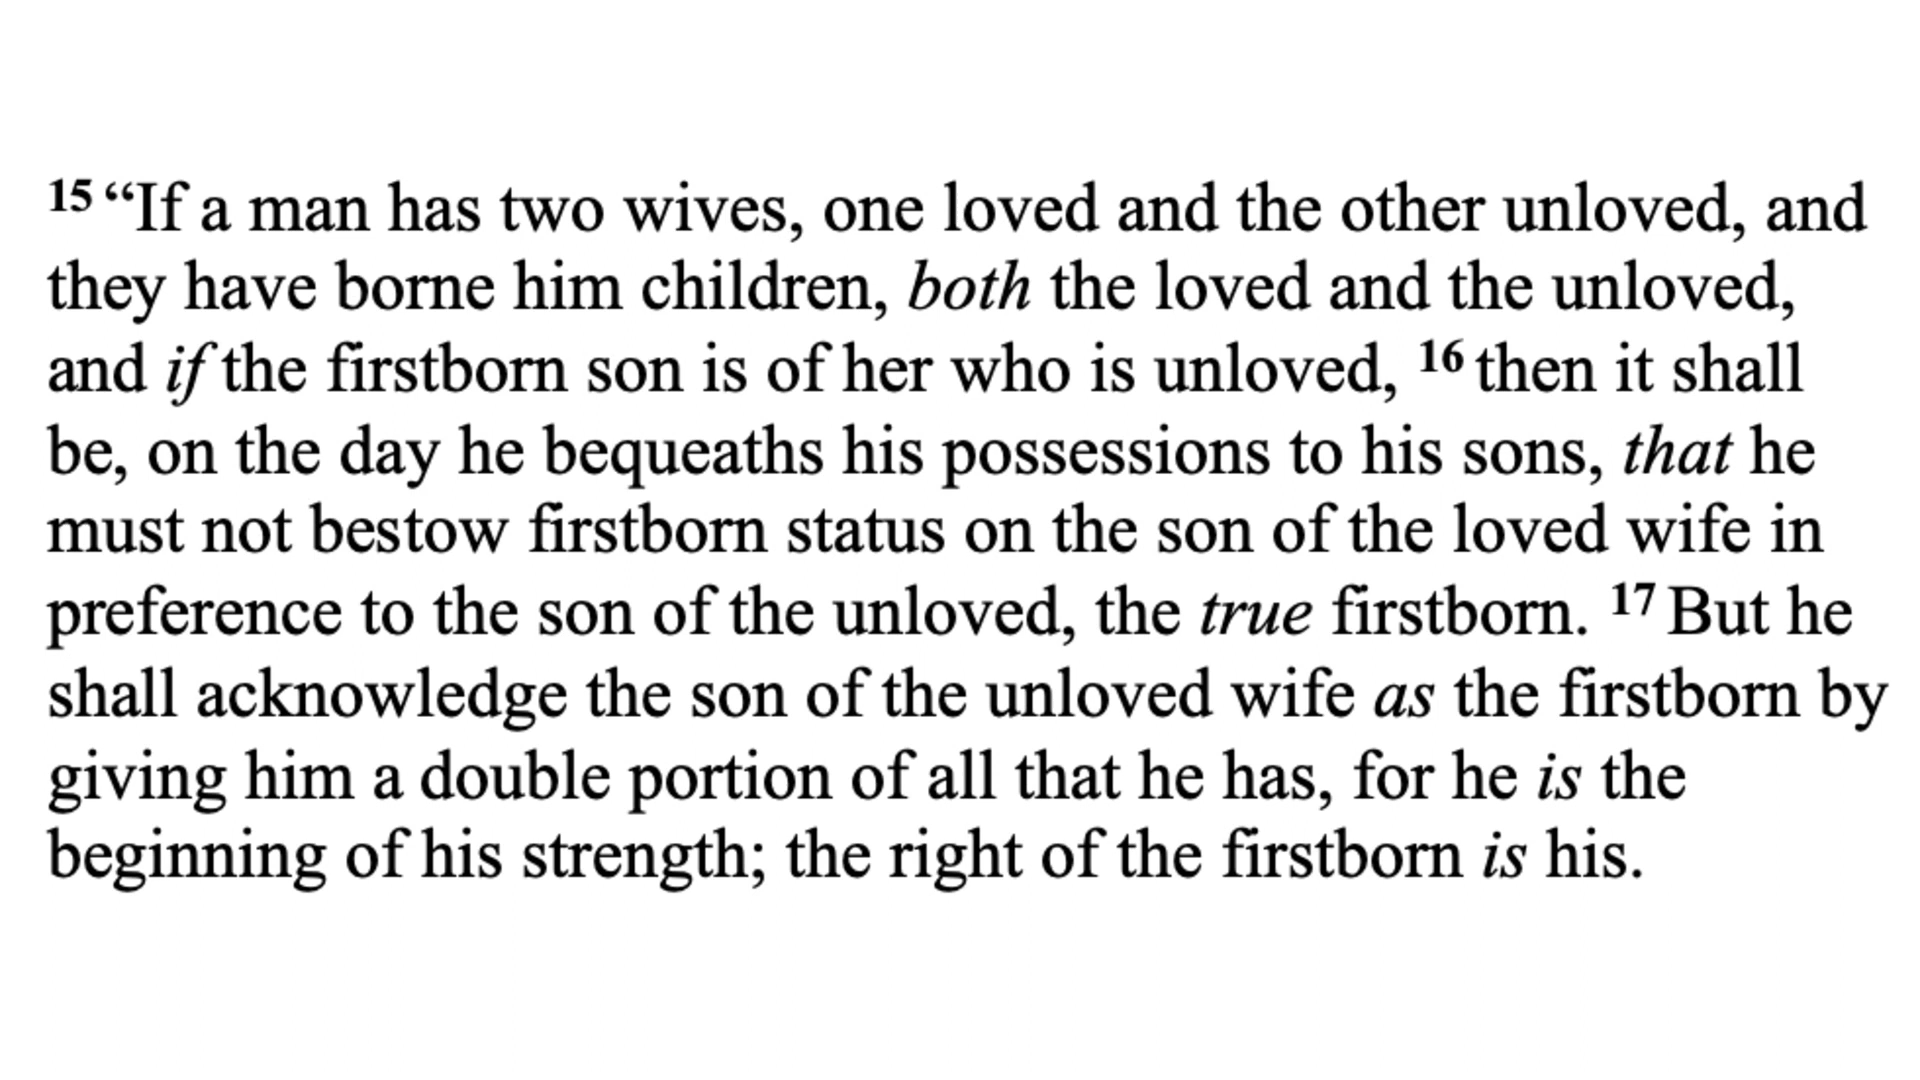 15 “If a man has two wives, one loved and the other unloved, and
they have borne him children, both the loved and the unloved,
and if the firstborn son is of her who is unloved, 16 then it shall
be, on the day he bequeaths his possessions to his sons, that he
must not bestow firstborn status on the son of the loved wife in
preference to the son of the unloved, the true firstborn. 17 But he
shall acknowledge the son of the unloved wife as the firstborn by
giving him a double portion of all that he has, for he is the
beginning of his strength; the right of the firstborn is his.